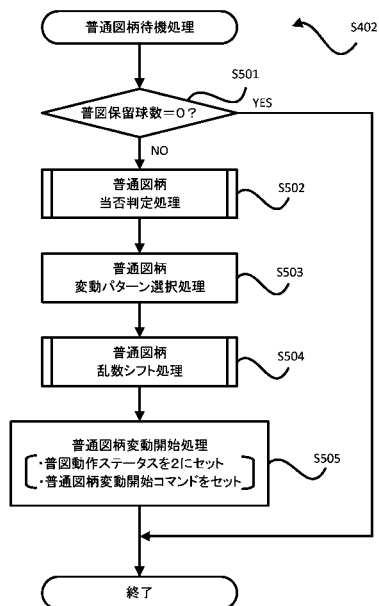 普通図柄待機処理
S402
S501
普図保留球数＝０？
YES
NO
普通図柄
当否判定処理
S502
普通図柄
変動パターン選択処理
S503
普通図柄
乱数シフト処理
S504
普通図柄変動開始処理
・普図動作ステータスを２にセット
・普通図柄変動開始コマンドをセット
S505
終了